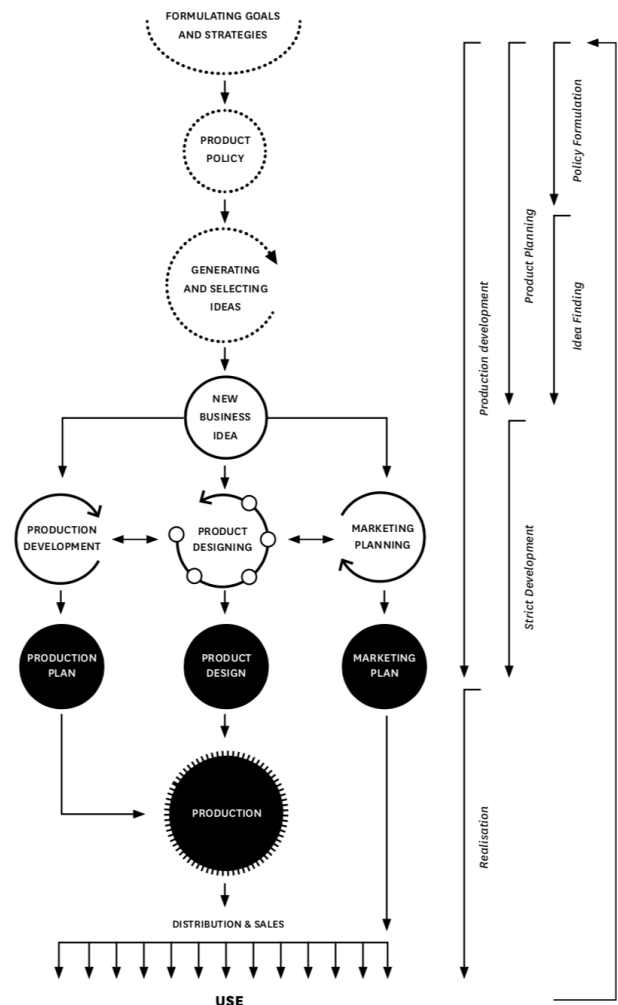 FORMULATING GOALS
AND STRATEGIES
PRODUCT
POLICY
GENERATING
AND SELECTING
IDEAS
NEW
BUSINESS
IDEA
PRODUCTION
DEVELOPMENT
PRODUCT
DESIGNING
MARKETING
PLANNING
PRODUCTION
PLAN
PRODUCT
DESIGN
MARKETING
PLAN
PRODUCTION
DISTRIBUTION & SALES
USE
Production development
Product Planning
Policy Formulation
Idea Finding
Strict Development
Realisation